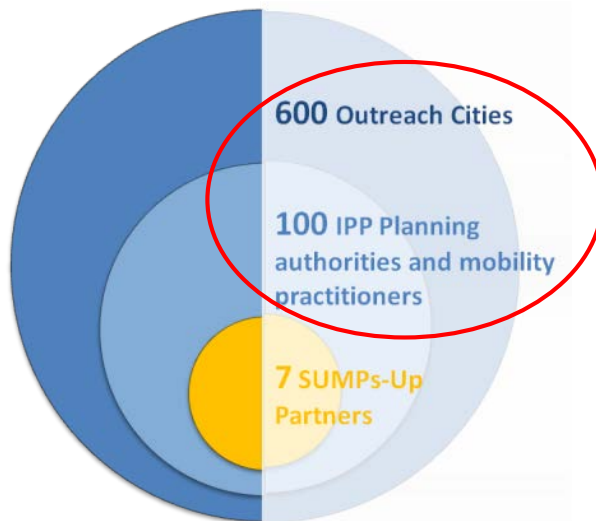 600 Outreach Cities
100 IPP Planning
authorities and mobility
practitioners
7 SUMPs-Up
Partners